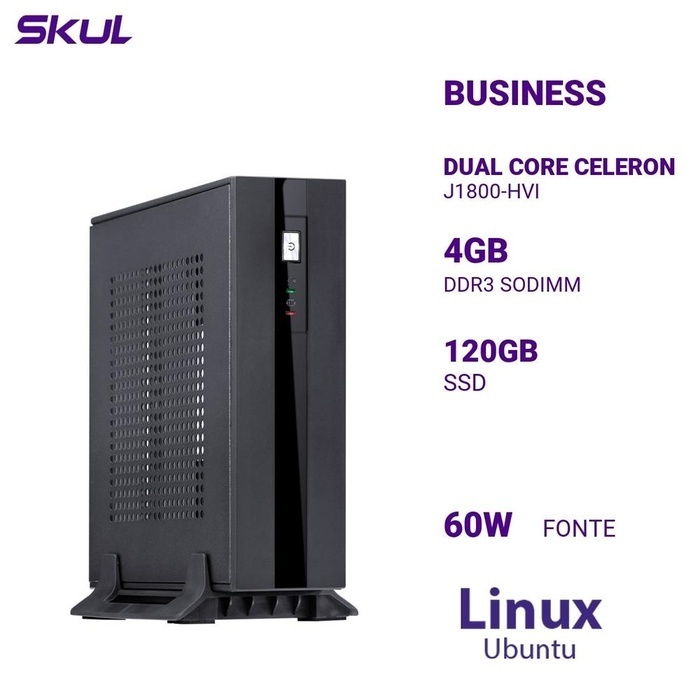 SKUL
BUSINESS
DUAL CORE CELERON
J1800-HVI
4GB
DDR3 SODIMM
120GB
SSD
60W FONTE
Linux
Ubuntu